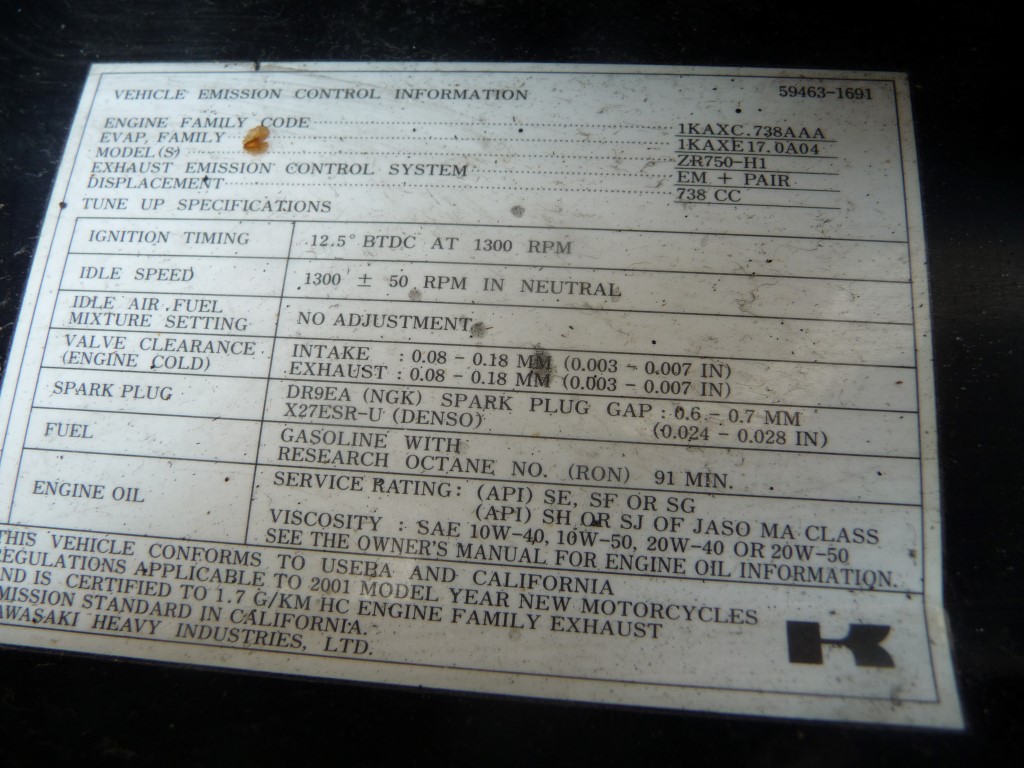 VEHICLE EMISSION CONTROL INFORMATION 59463-1691
ENGINE FAMILY CODE 1KAXC.738AAA
EVAP, FAMILY 1KAXE17.0A04
MODEL(S) ZR750-H1
EXHAUST EMISSION CONTROL SYSTEM EM + PAIR
DISPLACEMENT 738 CC
TUNE UP SPECIFICATIONS
IGNITION TIMING 12.5° BTDC AT 1300 RPM
IDLE SPEED 1300 ± 50 RPM IN NEUTRAL
IDLE AIR FUEL
MIXTURE SETTING NO ADJUSTMENT
VALVE CLEARANCE INTAKE : 0.08 - 0.18 MM (0.003 - 0.007 IN)
(ENGINE COLD) EXHAUST : 0.08 - 0.18 MM (0.003 - 0.007 IN)
SPARK PLUG DR9EA (NGK) SPARK PLUG GAP : 0.6 - 0.7 MM
X27ESR-U (DENSO) (0.024 - 0.028 IN)
FUEL GASOLINE WITH
RESEARCH OCTANE NO. (RON) 91 MIN.
ENGINE OIL SERVICE RATING: (API) SE, SF OR SG
(API) SH OR SJ OF JASO MA CLASS
VISCOSITY : SAE 10W-40, 10W-50, 20W-40 OR 20W-50
SEE THE OWNER'S MANUAL FOR ENGINE OIL INFORMATION.
THIS VEHICLE CONFORMS TO USEPA AND CALIFORNIA
REGULATIONS APPLICABLE TO 2001 MODEL YEAR NEW MOTORCYCLES
ND IS CERTIFIED TO 1.7 G/KM HC ENGINE FAMILY EXHAUST
MISSION STANDARD IN CALIFORNIA.
AWASAKI HEAVY INDUSTRIES, LTD.
K